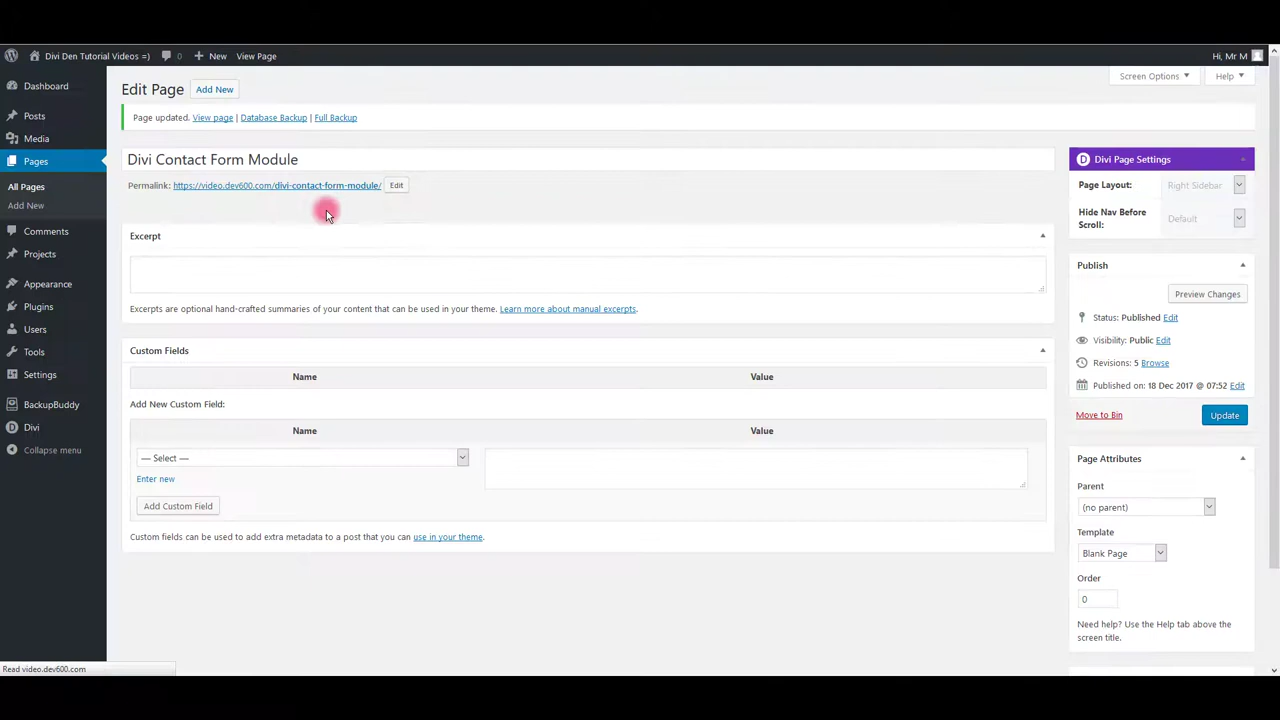 Divi Den Tutorial Videos =)
0
New
View Page
Hi, Mr M
Dashboard
Posts
Media
Pages
All Pages
Add New
Comments
Projects
Appearance
Plugins
Users
Tools
Settings
BackupBuddy
Divi
Collapse menu
Screen Options
Help
Edit Page
Add New
Page updated. View page | Database Backup | Full Backup
Divi Contact Form Module
Permalink: https://video.dev600.com/divi-contact-form-module/ Edit
Excerpt
Excerpts are optional hand-crafted summaries of your content that can be used in your theme. Learn more about manual excerpts.
Custom Fields
Name
Value
Add New Custom Field:
Name
Value
— Select —
Enter new
Add Custom Field
Custom fields can be used to add extra metadata to a post that you can use in your theme.
D Divi Page Settings
Page Layout: Right Sidebar
Hide Nav Before
Scroll:
Default
Publish
Preview Changes
Status: Published Edit
Visibility: Public Edit
Revisions: 5 Browse
Published on: 18 Dec 2017 @ 07:52 Edit
Move to Bin
Update
Page Attributes
Parent
(no parent)
Template
Blank Page
Order
0
Need help? Use the Help tab above the
screen title.
Read video.dev600.com